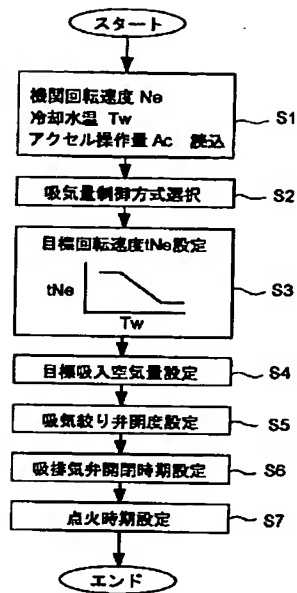 スタート
機関回転速度 Ne
冷却水温 Tw
アクセル操作量 Ac 読込
S1
吸気量制御方式選択
S2
目標回転速度tNe設定
tNe
Tw
S3
目標吸入空気量設定
S4
吸気絞り弁開度設定
S5
吸排気弁開閉時期設定
S6
点火時期設定
S7
エンド